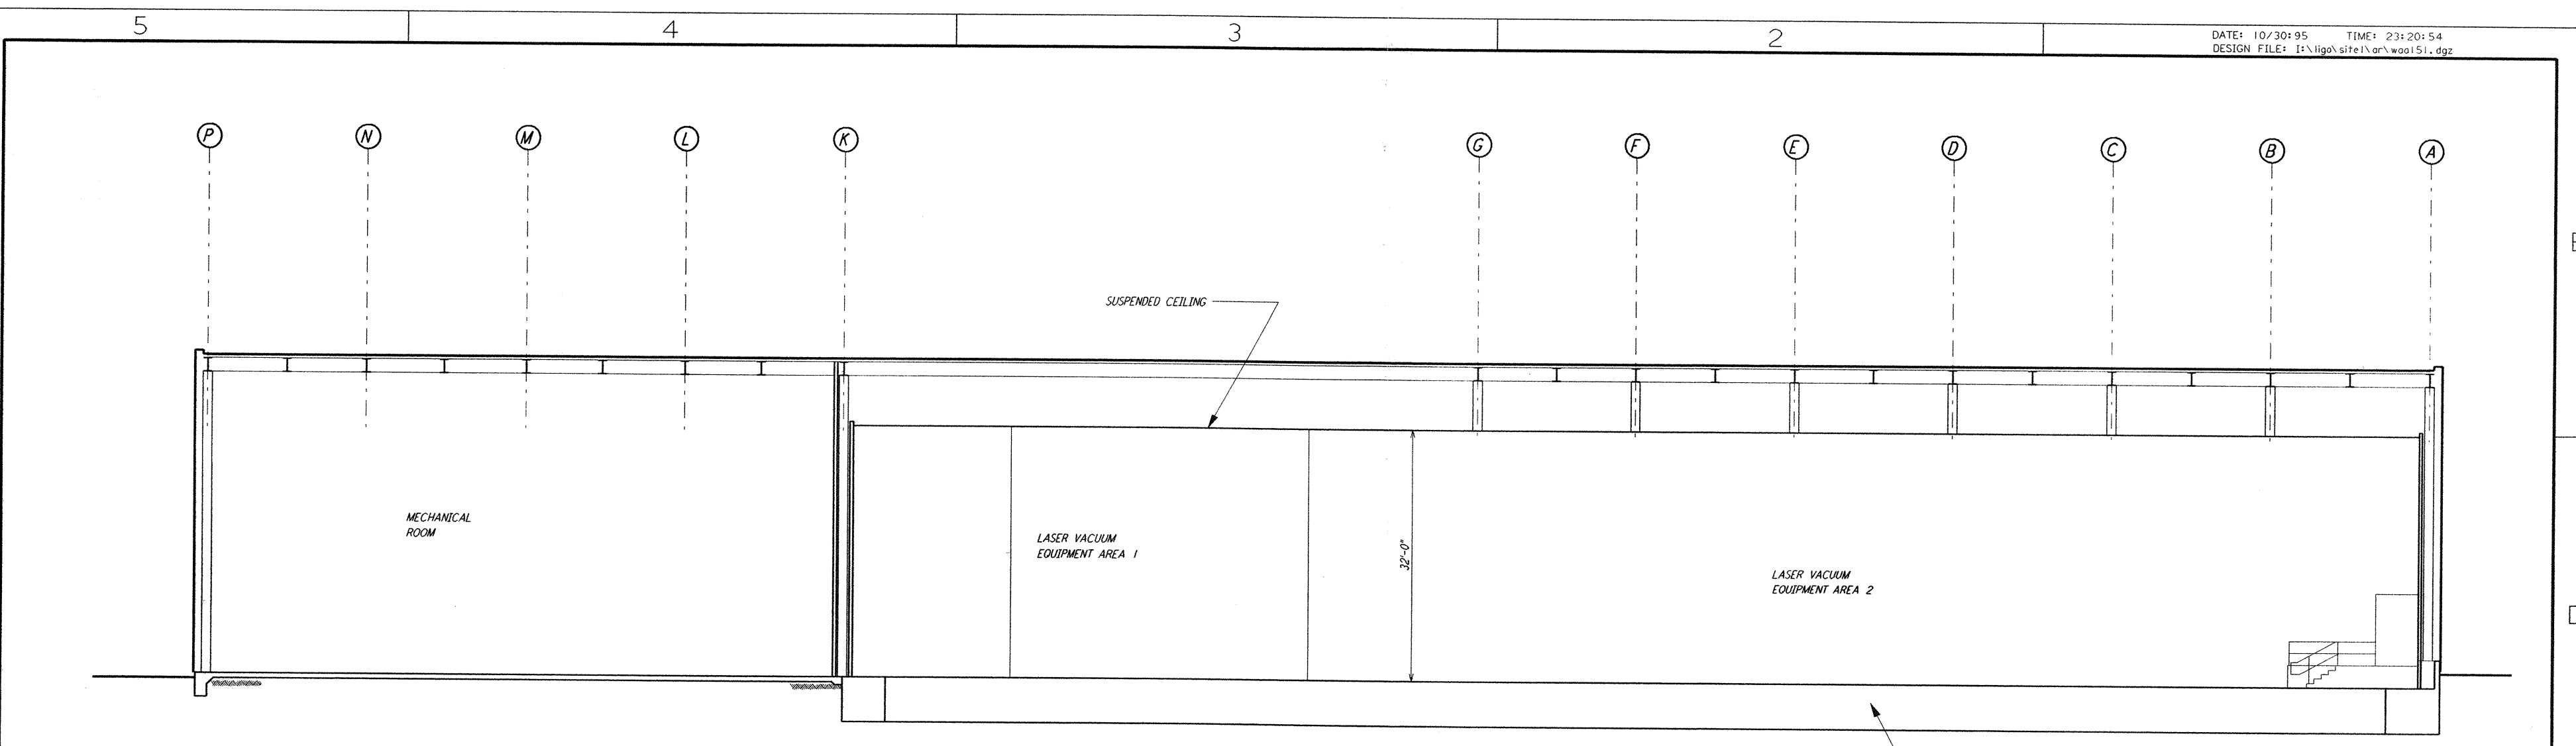 5 4 3 2
DATE: 10/30/95 TIME: 23:20:54
DESIGN FILE: I:\ligo\site1\ar\waa151.dgz
P N M L K G F E D C B A
SUSPENDED CEILING
MECHANICAL
ROOM
LASER VACUUM
EQUIPMENT AREA 1
32'-0"
LASER VACUUM
EQUIPMENT AREA 2